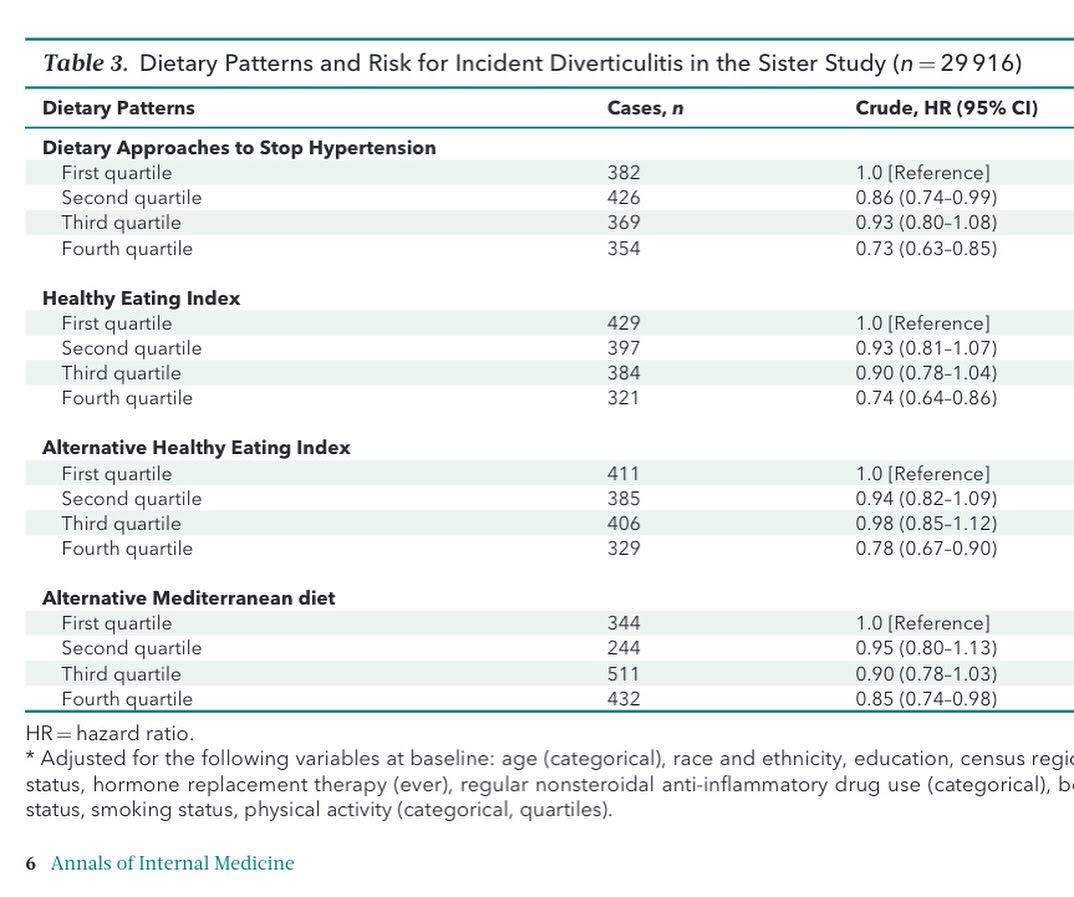 Table 3. Dietary Patterns and Risk for Incident Diverticulitis in the Sister Study (n = 29 916)
Dietary Patterns Cases, n Crude, HR (95% CI)
Dietary Approaches to Stop Hypertension
First quartile 382 1.0 [Reference]
Second quartile 426 0.86 (0.74–0.99)
Third quartile 369 0.93 (0.80–1.08)
Fourth quartile 354 0.73 (0.63–0.85)
Healthy Eating Index
First quartile 429 1.0 [Reference]
Second quartile 397 0.93 (0.81–1.07)
Third quartile 384 0.90 (0.78–1.04)
Fourth quartile 321 0.74 (0.64–0.86)
Alternative Healthy Eating Index
First quartile 411 1.0 [Reference]
Second quartile 385 0.94 (0.82–1.09)
Third quartile 406 0.98 (0.85–1.12)
Fourth quartile 329 0.78 (0.67–0.90)
Alternative Mediterranean diet
First quartile 344 1.0 [Reference]
Second quartile 244 0.95 (0.80–1.13)
Third quartile 511 0.90 (0.78–1.03)
Fourth quartile 432 0.85 (0.74–0.98)
HR = hazard ratio.
* Adjusted for the following variables at baseline: age (categorical), race and ethnicity, education, census
status, hormone replacement therapy (ever), regular nonsteroidal anti-inflammatory drug use (categorical),
status, smoking status, physical activity (categorical, quartiles).
6 Annals of Internal Medicine